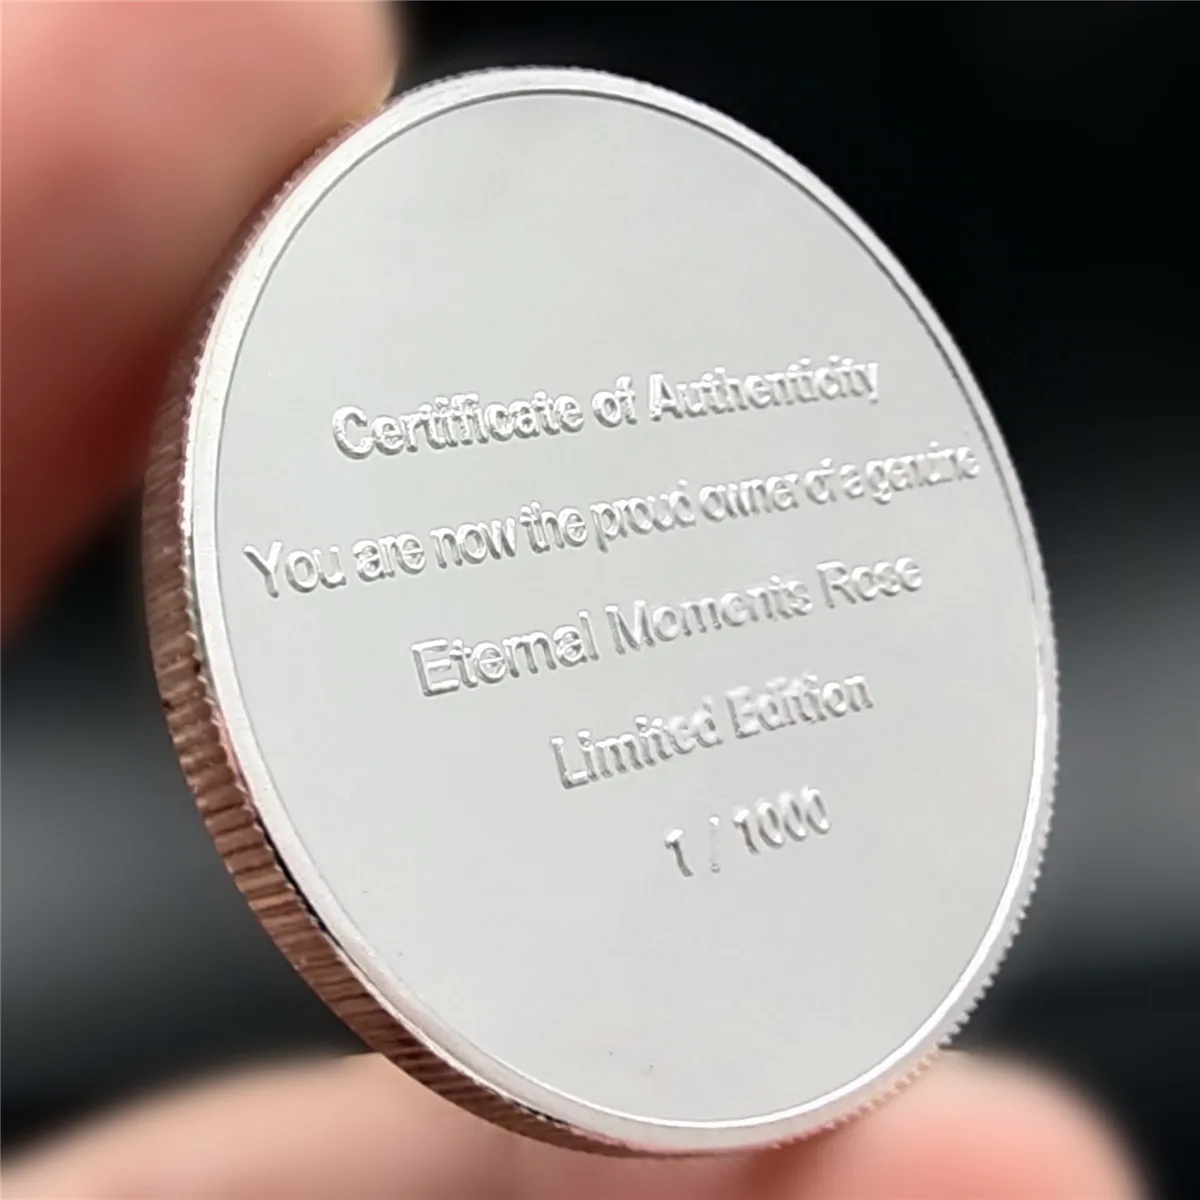 Certificate of Authenticity
You are now the proud owner of a genuine
Eternal Moments Rose
Limited Edition
1 / 1000